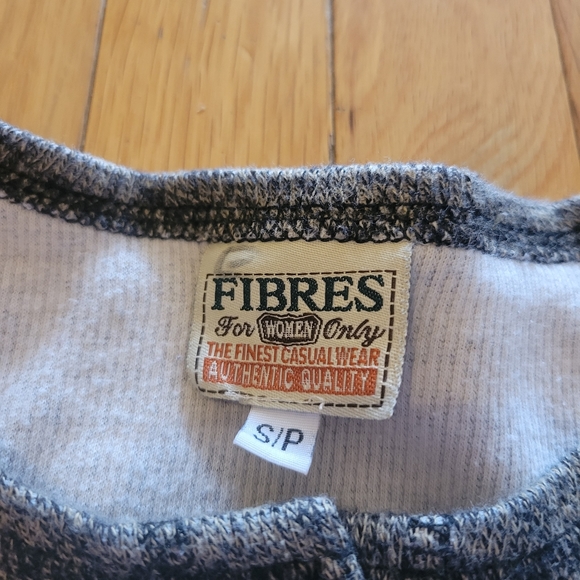 FIBRES
For WOMEN Only
THE FINEST CASUAL WEAR
AUTHENTIC QUALITY
S/P